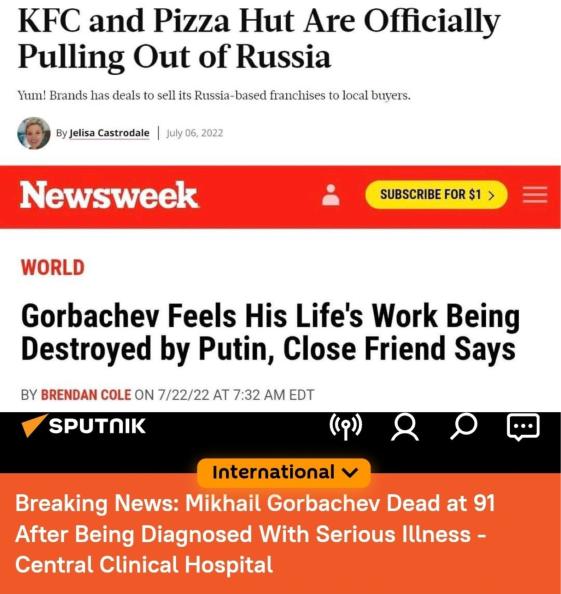 KFC and Pizza Hut Are Officially
Pulling Out of Russia
Yum! Brands has deals to sell its Russia-based franchises to local buyers.
By Jelisa Castrodale | July 06, 2022
Newsweek
SUBSCRIBE FOR $1 >
WORLD
Gorbachev Feels His Life's Work Being
Destroyed by Putin, Close Friend Says
BY BRENDAN COLE ON 7/22/22 AT 7:32 AM EDT
SPUTNIK
International
Breaking News: Mikhail Gorbachev Dead at 91
After Being Diagnosed With Serious Illness -
Central Clinical Hospital